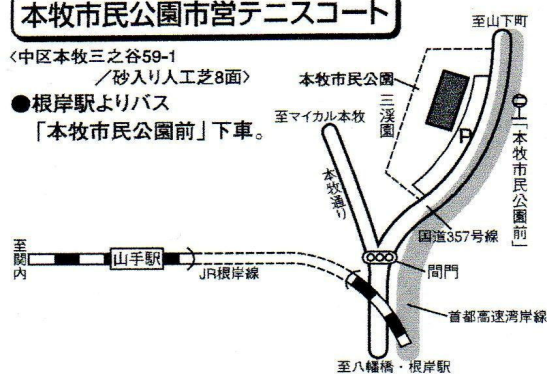 本牧市民公園市営テニスコート
〈中区本牧三之谷59-1
／砂入り人工芝8面〉
●根岸駅よりバス
「本牧市民公園前」下車。
至山下町
本牧市民公園
三溪園
至マイカル本牧
P
「本牧市民公園前」
本牧通り
国道357号線
至関内
山手駅
JR根岸線
間門
首都高速湾岸線
至八幡橋・根岸駅